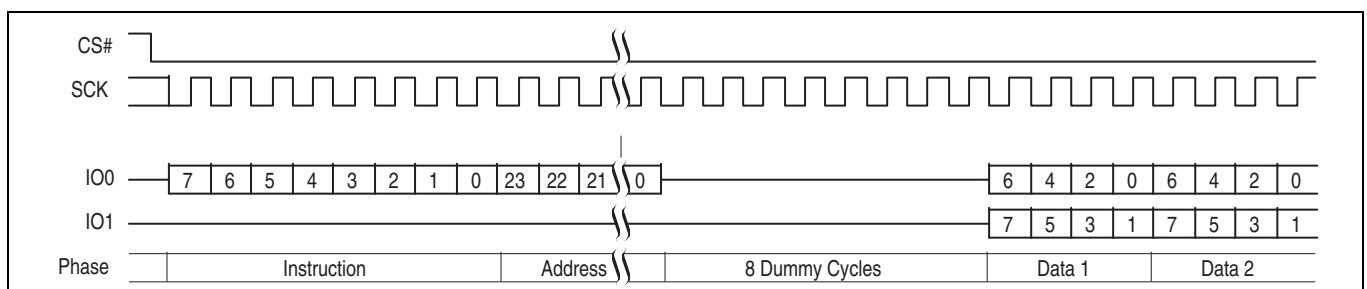 CS#
SCK
IO0 7 6 5 4 3 2 1 0 23 22 21 0 6 4 2 0 6 4 2 0
IO1 7 5 3 1 7 5 3 1
Phase Instruction Address 8 Dummy Cycles Data 1 Data 2